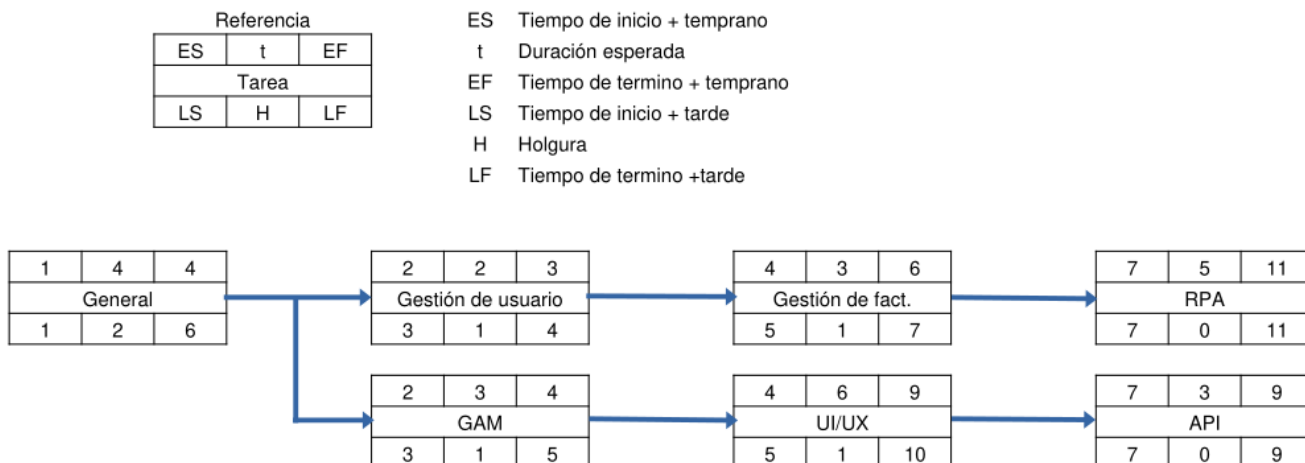 Referencia
ES t EF
Tarea
LS H LF
ES Tiempo de inicio + temprano
t Duración esperada
EF Tiempo de termino + temprano
LS Tiempo de inicio + tarde
H Holgura
LF Tiempo de termino +tarde
1 4 4
General
1 2 6
2 2 3
Gestión de usuario
3 1 4
4 3 6
Gestión de fact.
5 1 7
7 5 11
RPA
7 0 11
2 3 4
GAM
3 1 5
4 6 9
UI/UX
5 1 10
7 3 9
API
7 0 9